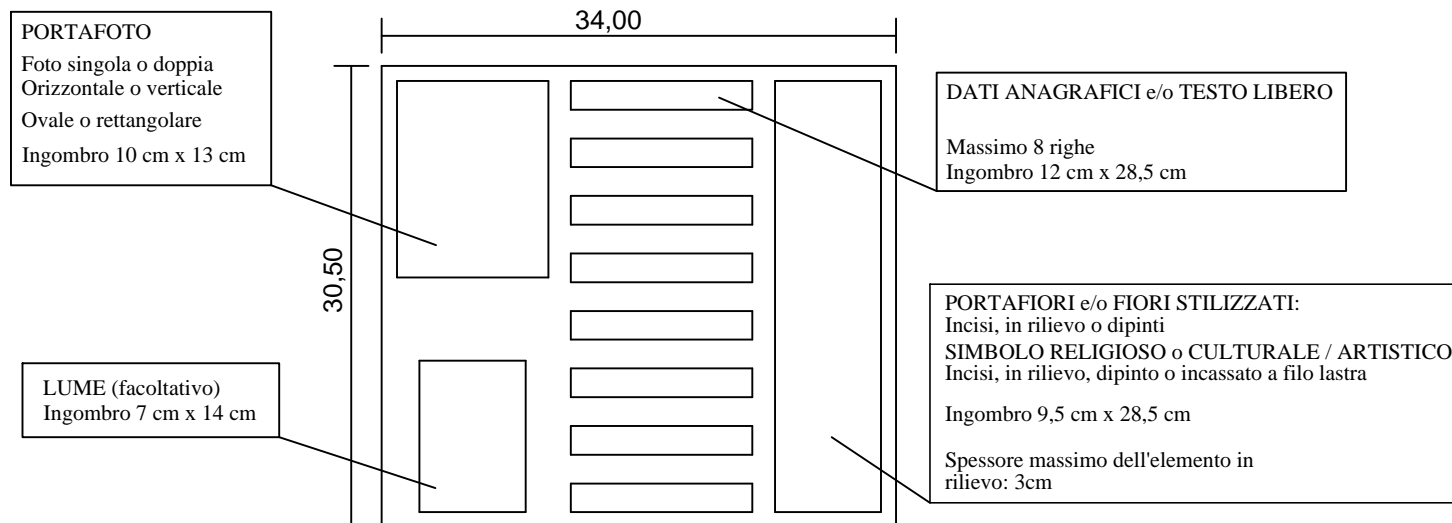 PORTAFOTO
Foto singola o doppia
Orizzontale o verticale
Ovale o rettangolare
Ingombro 10 cm x 13 cm
34,00
30,50
DATI ANAGRAFICI e/o TESTO LIBERO
Massimo 8 righe
Ingombro 12 cm x 28,5 cm
LUME (facoltativo)
Ingombro 7 cm x 14 cm
PORTAFIORI e/o FIORI STILIZZATI:
Incisi, in rilievo o dipinti
SIMBOLO RELIGIOSO o CULTURALE / ARTISTICO
Incisi, in rilievo, dipinto o incassato a filo lastra
Ingombro 9,5 cm x 28,5 cm
Spessore massimo dell'elemento in
rilievo: 3cm